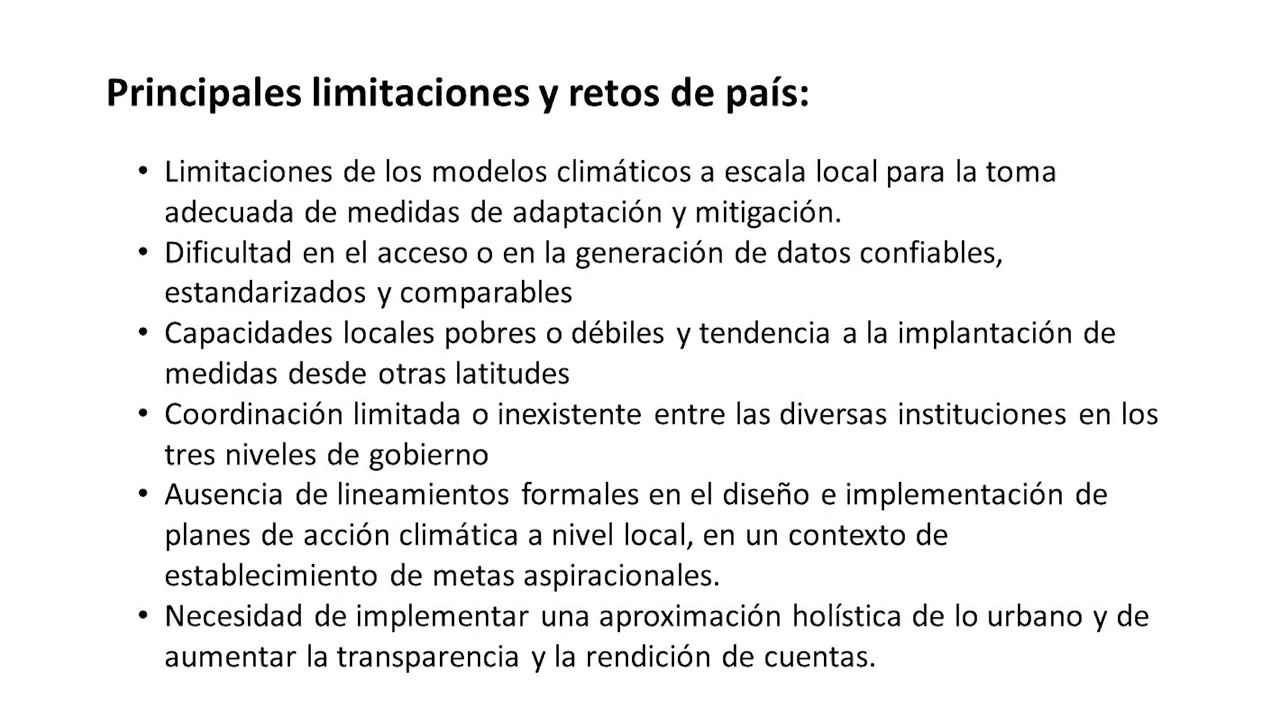 Principales limitaciones y retos de país:
• Limitaciones de los modelos climáticos a escala local para la toma
adecuada de medidas de adaptación y mitigación.
• Dificultad en el acceso o en la generación de datos confiables,
estandarizados y comparables
• Capacidades locales pobres o débiles y tendencia a la implantación de
medidas desde otras latitudes
• Coordinación limitada o inexistente entre las diversas instituciones en los
tres niveles de gobierno
• Ausencia de lineamientos formales en el diseño e implementación de
planes de acción climática a nivel local, en un contexto de
establecimiento de metas aspiracionales.
• Necesidad de implementar una aproximación holística de lo urbano y de
aumentar la transparencia y la rendición de cuentas.